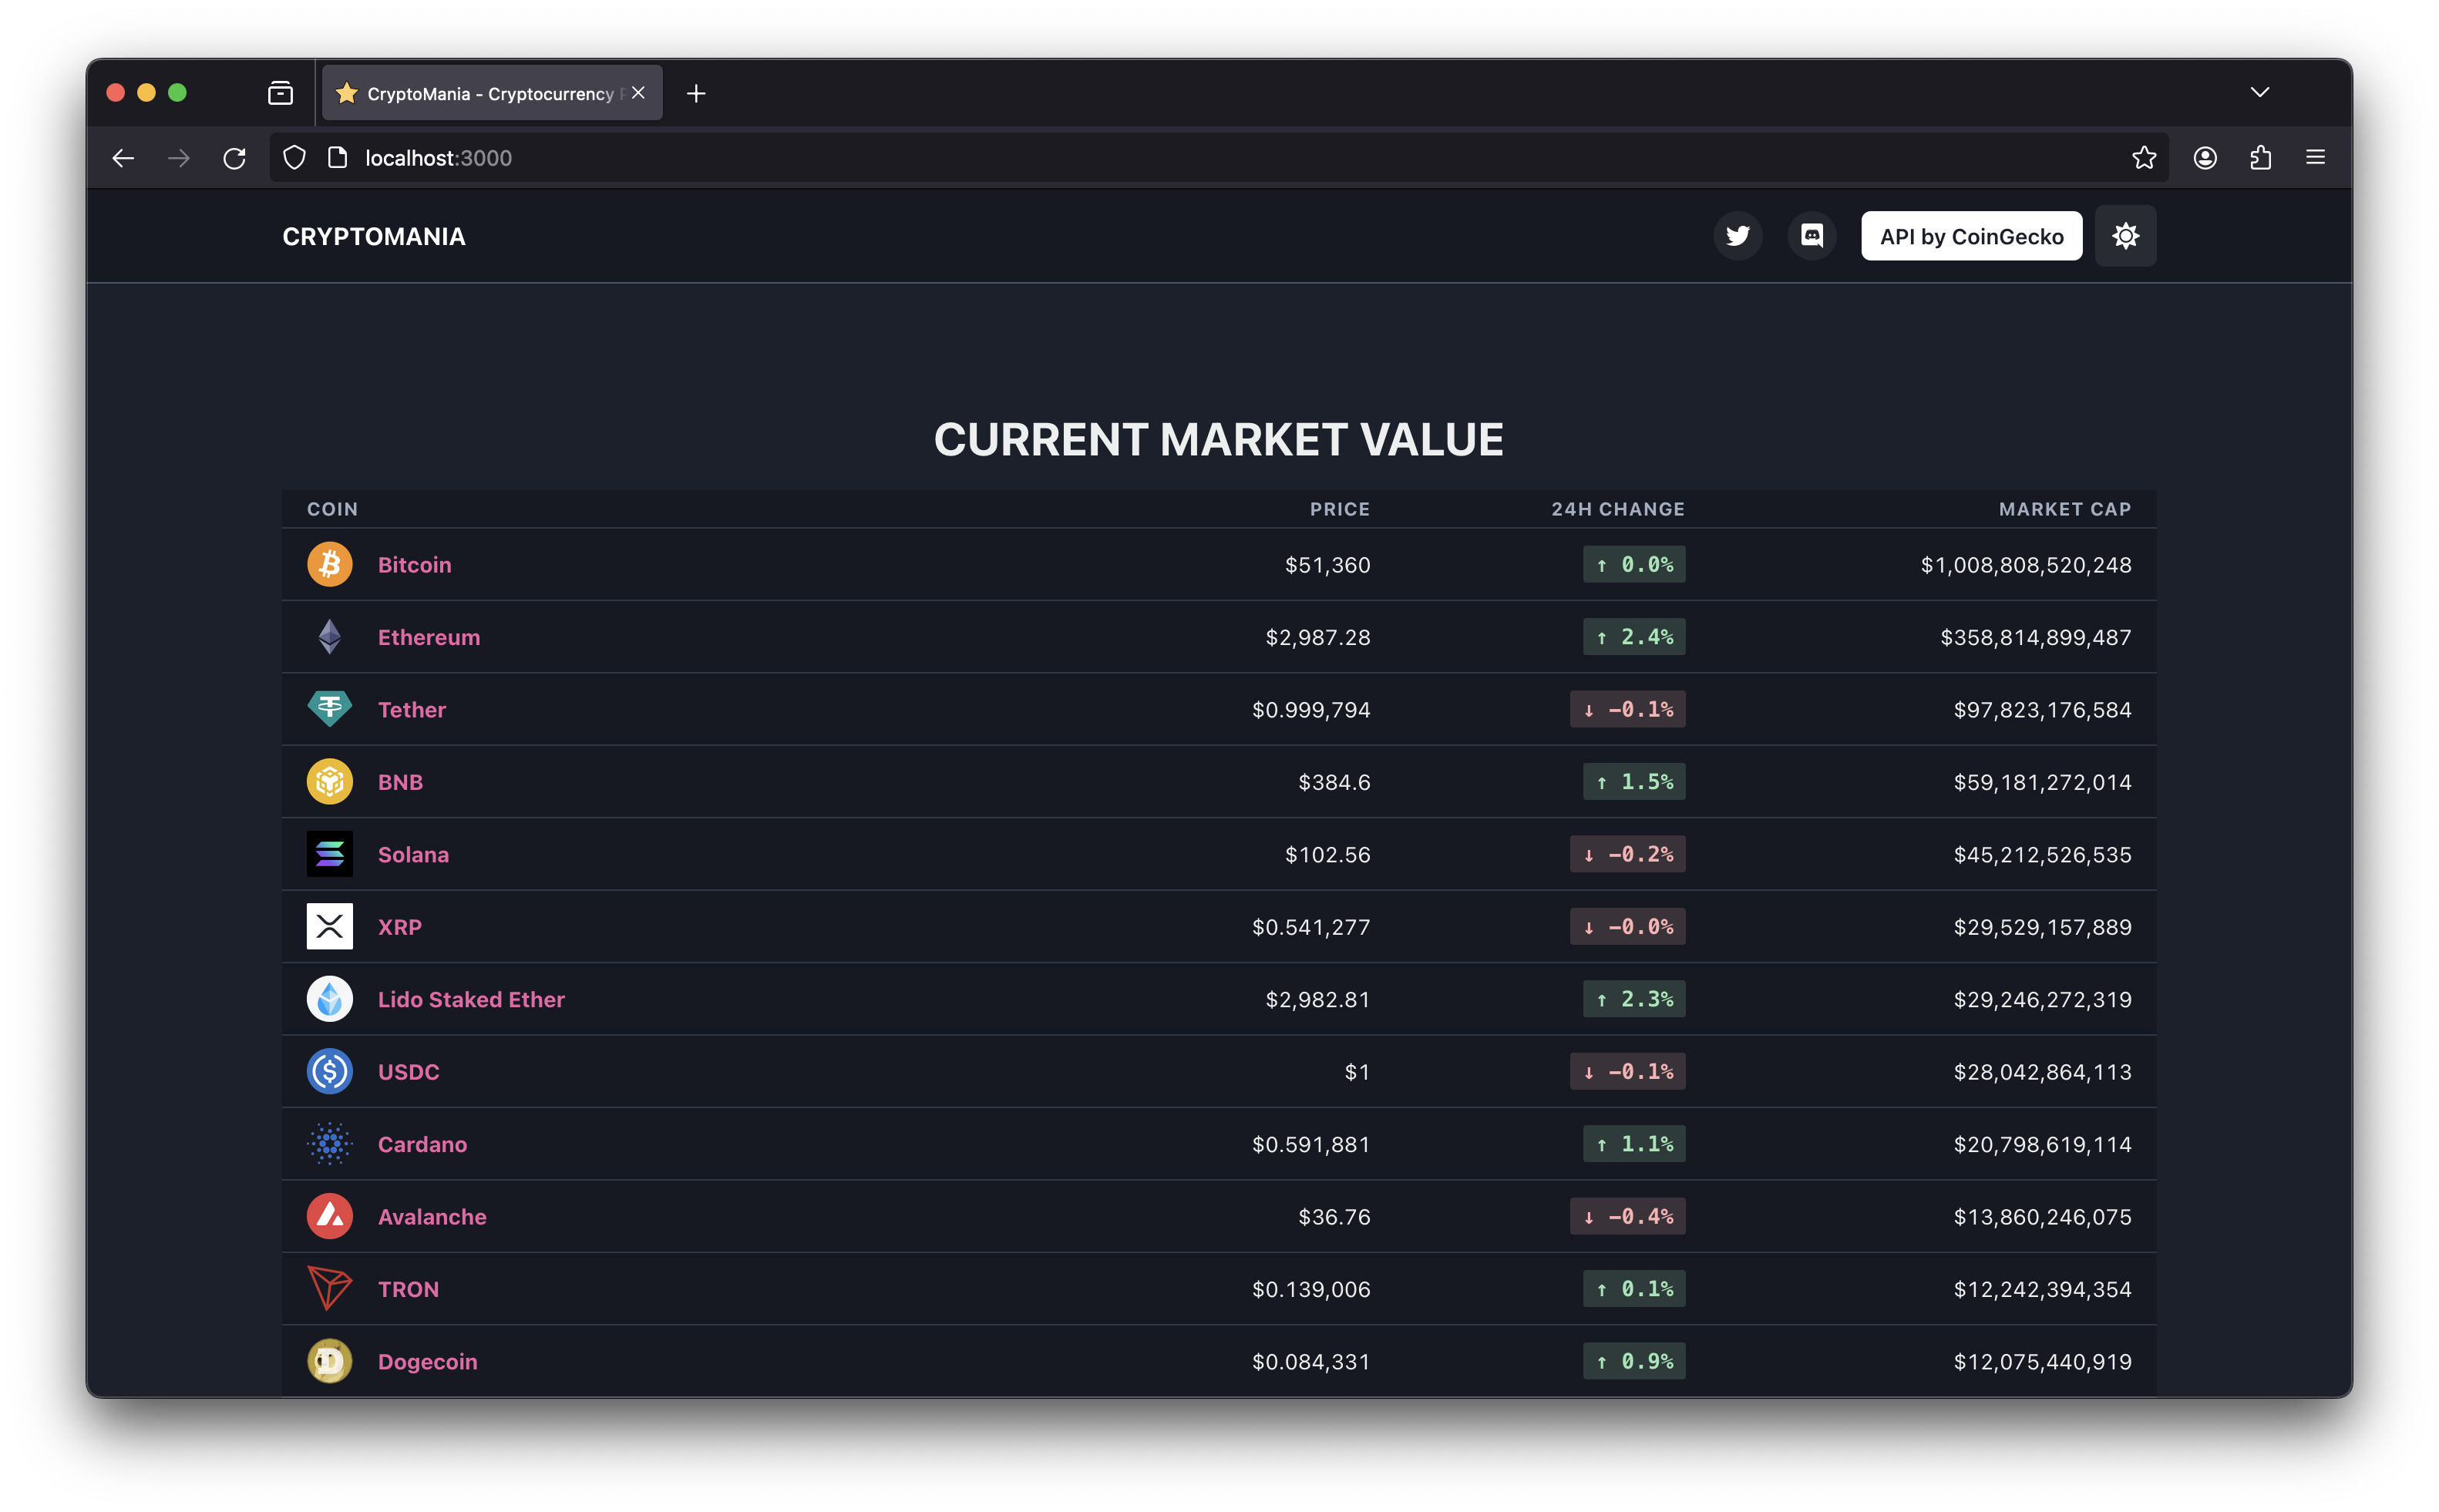 CryptoMania - Cryptocurrency
localhost:3000
CRYPTOMANIA
API by CoinGecko
CURRENT MARKET VALUE
COIN PRICE 24H CHANGE MARKET CAP
Bitcoin $51,360 ↑ 0.0% $1,008,808,520,248
Ethereum $2,987.28 ↑ 2.4% $358,814,899,487
Tether $0.999,794 ↓ -0.1% $97,823,176,584
BNB $384.6 ↑ 1.5% $59,181,272,014
Solana $102.56 ↓ -0.2% $45,212,526,535
XRP $0.541,277 ↓ -0.0% $29,529,157,889
Lido Staked Ether $2,982.81 ↑ 2.3% $29,246,272,319
USDC $1 ↓ -0.1% $28,042,864,113
Cardano $0.591,881 ↑ 1.1% $20,798,619,114
Avalanche $36.76 ↓ -0.4% $13,860,246,075
TRON $0.139,006 ↑ 0.1% $12,242,394,354
Dogecoin $0.084,331 ↑ 0.9% $12,075,440,919